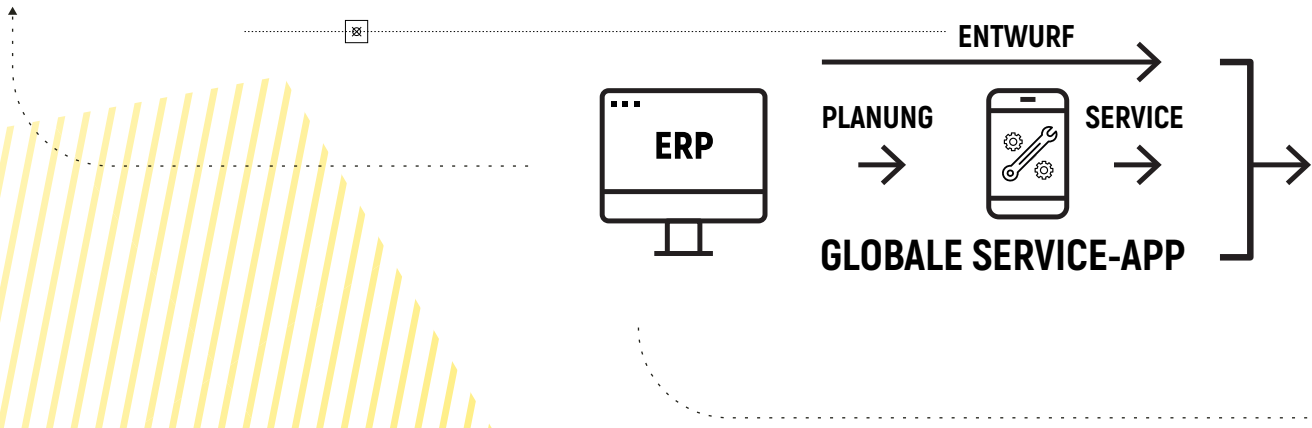 ENTWURF
ERP
PLANUNG
SERVICE
GLOBALE SERVICE-APP